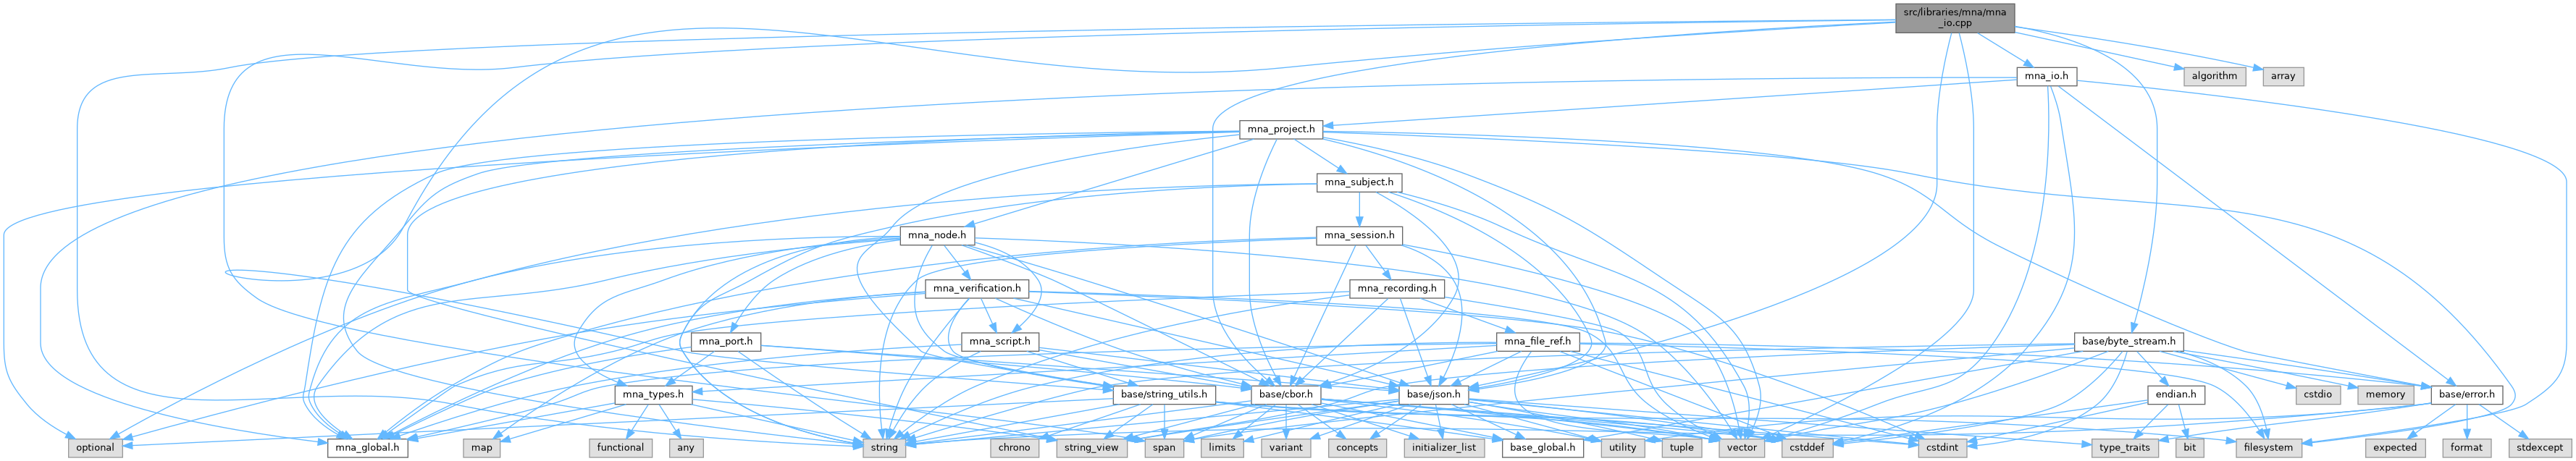 src/libraries/mna/mna
_io.cpp
mna_io.h
algorithm
array
mna_project.h
mna_subject.h
mna_node.h
mna_session.h
mna_verification.h
mna_recording.h
mna_port.h
mna_script.h
mna_file_ref.h
base/byte_stream.h
mna_types.h
base/string_utils.h
base/cbor.h
base/json.h
cstdio
memory
endian.h
base/error.h
optional
mna_global.h
map
functional
any
string
chrono
string_view
span
limits
variant
concepts
initializer_list
base_global.h
utility
tuple
vector
cstddef
cstdint
type_traits
bit
filesystem
expected
format
stdexcept